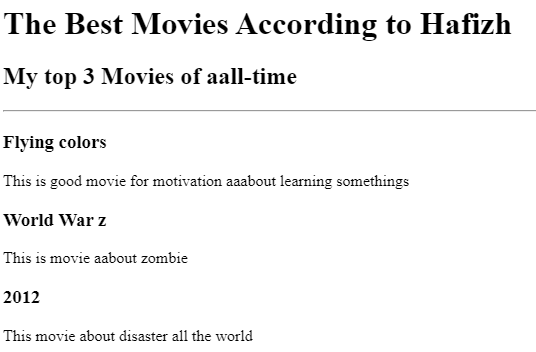 The Best Movies According to Hafizh
My top 3 Movies of aall-time
Flying colors
This is good movie for motivation aaabout learning somethings
World War z
This is movie aabout zombie
2012
This movie about disaster all the world